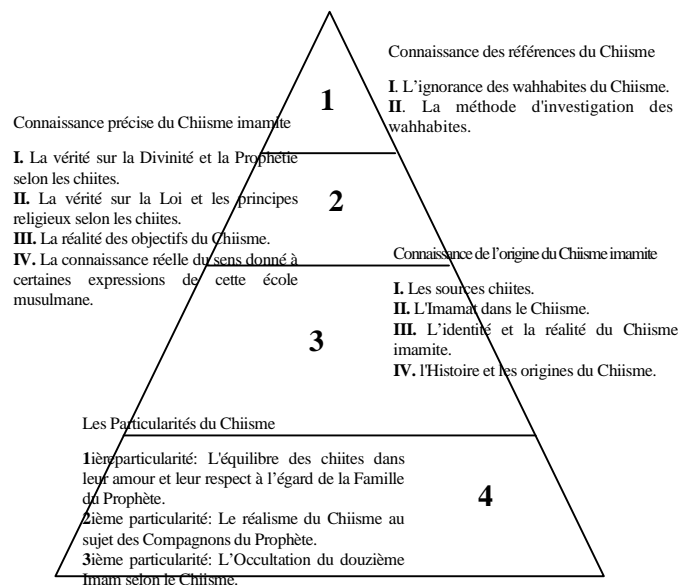 Connaissance des références du Chiisme
I. L'ignorance des wahhabites du Chiisme.
II. La méthode d'investigation des
wahhabites.
1
Connaissance précise du Chiisme imamite
I. La vérité sur la Divinité et la Prophétie
selon les chiites.
II. La vérité sur la Loi et les principes
religieux selon les chiites.
III. La réalité des objectifs du Chiisme.
IV. La connaissance réelle du sens donné à
certaines expressions de cette école
musulmane.
2
Connaissance de l'origine du Chiisme imamite
I. Les sources chiites.
II. L'Imamat dans le Chiisme.
III. L'identité et la réalité du Chiisme
imamite.
IV. l'Histoire et les origines du Chiisme.
3
Les Particularités du Chiisme
1ièreparticularité: L'équilibre des chiites dans
leur amour et leur respect à l'égard de la Famille
du Prophète.
2ième particularité: Le réalisme du Chiisme au
sujet des Compagnons du Prophète.
3ième particularité: L'Occultation du douzième
Imam selon le Chiisme.
4